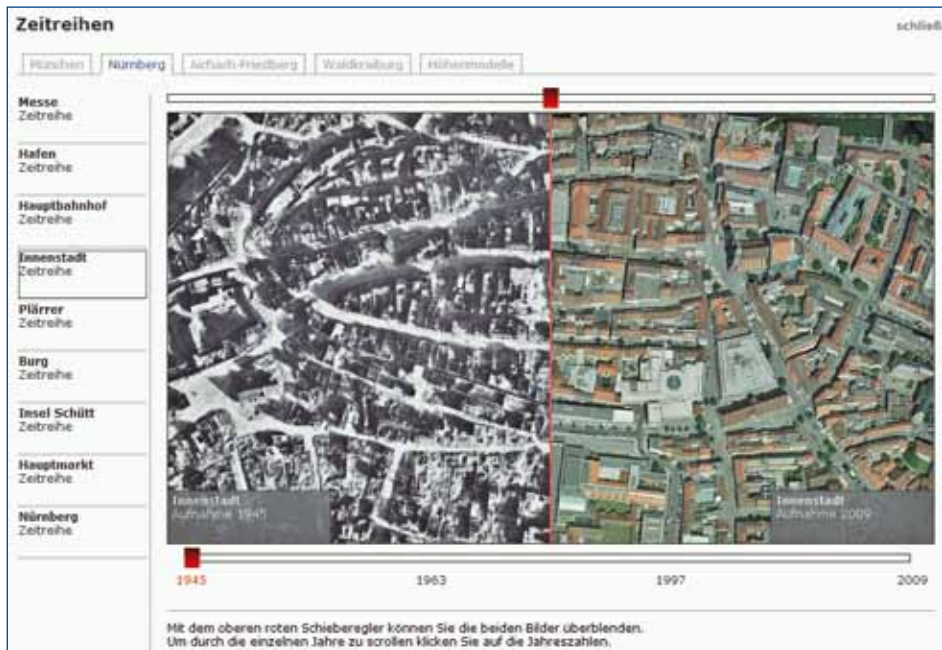 Zeitreihen
schließ
München
Nürnberg
Aichach-Friedberg
Waldkraiburg
Höhenmodelle
Messe
Zeitreihe
Hafen
Zeitreihe
Hauptbahnhof
Zeitreihe
Innenstadt
Zeitreihe
Plärrer
Zeitreihe
Burg
Zeitreihe
Insel Schütt
Zeitreihe
Hauptmarkt
Zeitreihe
Nürnberg
Zeitreihe
Innenstadt
Aufnahme 1945
Innenstadt
Aufnahme 2009
1945
1963
1997
2009
Mit dem oberen roten Schieberegler können Sie die beiden Bilder überblenden.
Um durch die einzelnen Jahre zu scrollen klicken Sie auf die Jahreszahlen.